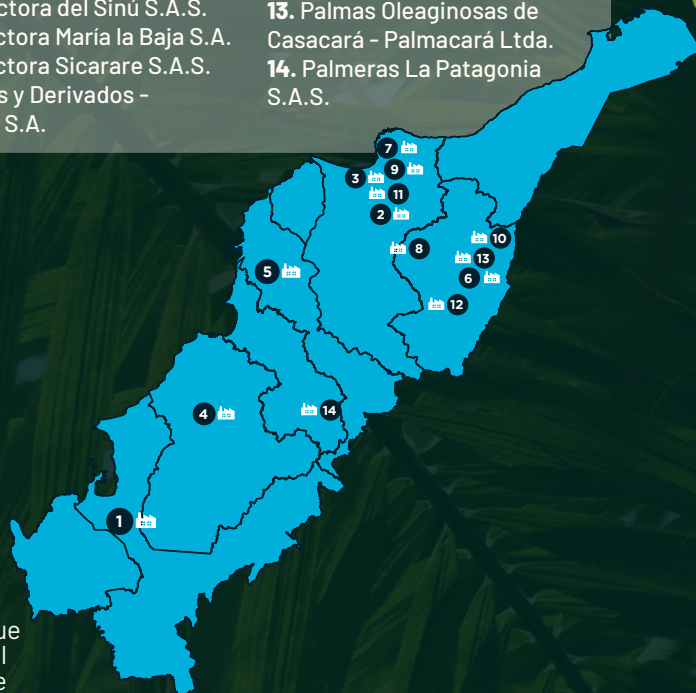 ctora del Sinú S.A.S.
ctora María la Baja S.A.
ctora Sicarare S.A.S.
s y Derivados -
S.A.
13. Palmas Oleaginosas de
Casacará - Palmacará Ltda.
14. Palmeras La Patagonia
S.A.S.
7
9
3
11
2
8
10
13
6
12
5
4
14
1
ue
l
e